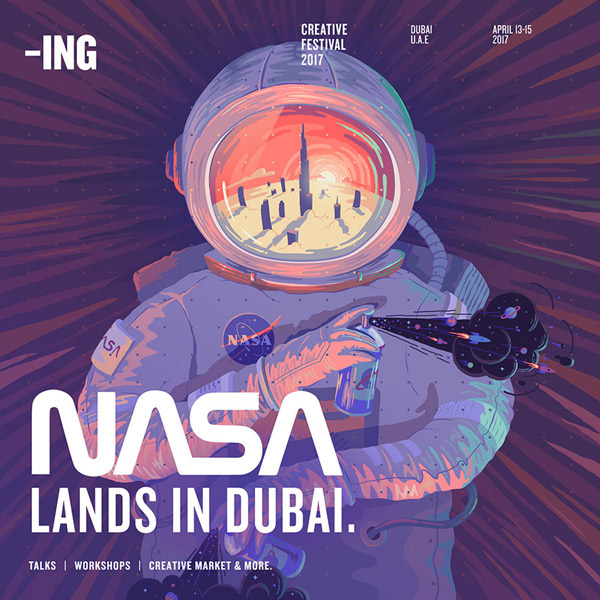 -ING
CREATIVE
FESTIVAL
2017
DUBAI
U.A.E
APRIL 13-15
2017
NASA
NASA
LANDS IN DUBAI.
TALKS | WORKSHOPS | CREATIVE MARKET & MORE.